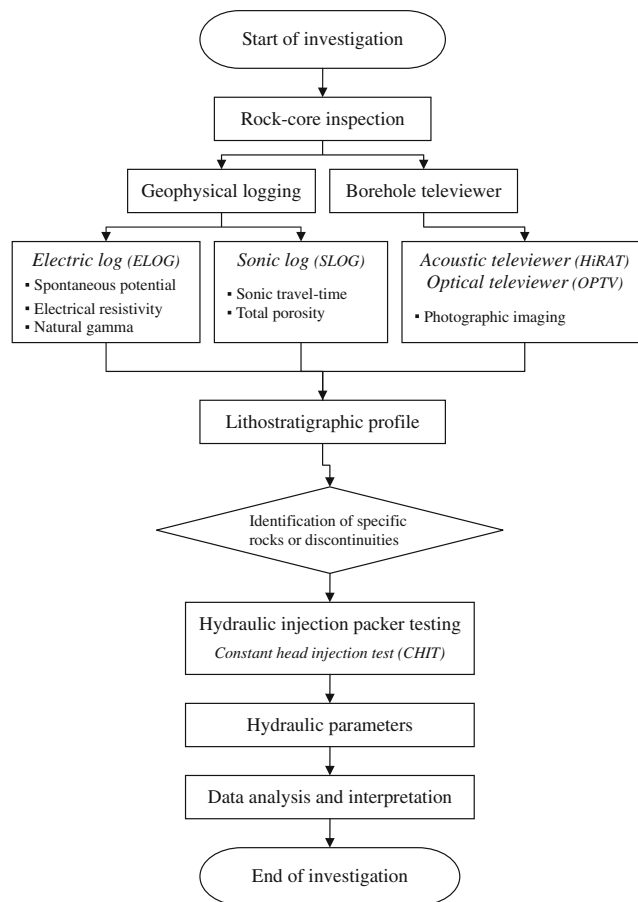 Start of investigation
Rock-core inspection
Geophysical logging
Borehole televiewer
Electric log (ELOG)
▪ Spontaneous potential
▪ Electrical resistivity
▪ Natural gamma
Sonic log (SLOG)
▪ Sonic travel-time
▪ Total porosity
Acoustic televiewer (HiRAT)
Optical televiewer (OPTV)
▪ Photographic imaging
Lithostratigraphic profile
Identification of specific
rocks or discontinuities
Hydraulic injection packer testing
Constant head injection test (CHIT)
Hydraulic parameters
Data analysis and interpretation
End of investigation